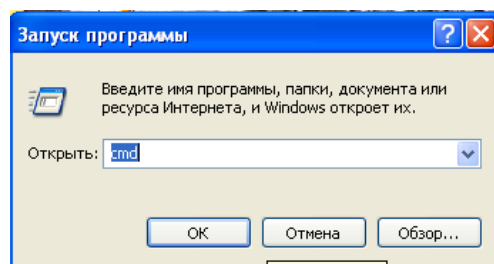 Запуск программы
Введите имя программы, папки, документа или
ресурса Интернета, и Windows откроет их.
Открыть: cmd
ОК Отмена Обзор...